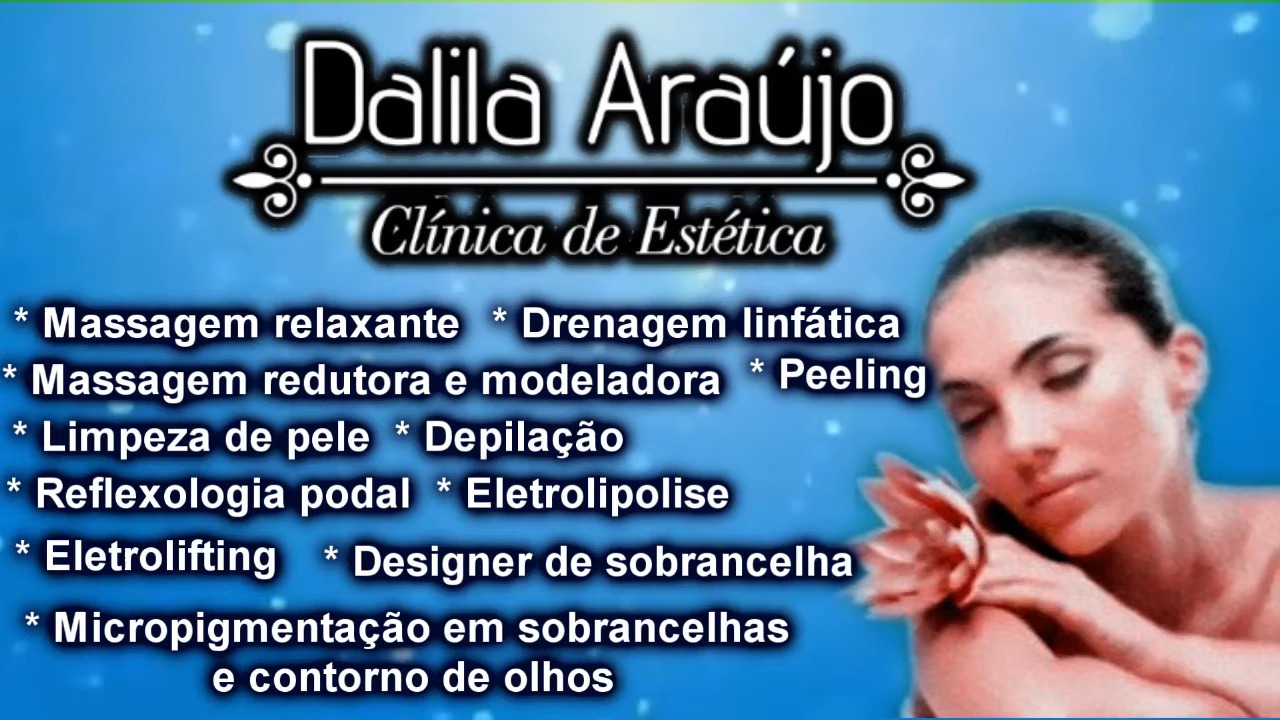 Dalila Araújo
Clínica de Estética
* Massagem relaxante * Drenagem linfática
* Massagem redutora e modeladora * Peeling
* Limpeza de pele * Depilação
* Reflexologia podal * Eletrolipolise
* Eletrolifting * Designer de sobrancelha
* Micropigmentação em sobrancelhas
e contorno de olhos